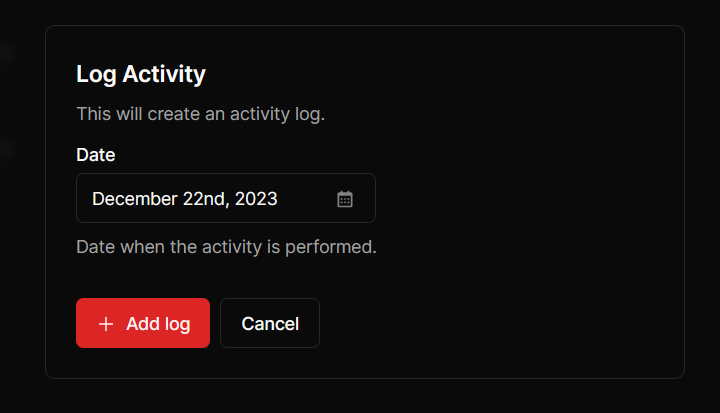 Log Activity
This will create an activity log.
Date
December 22nd, 2023
Date when the activity is performed.
Add log
Cancel